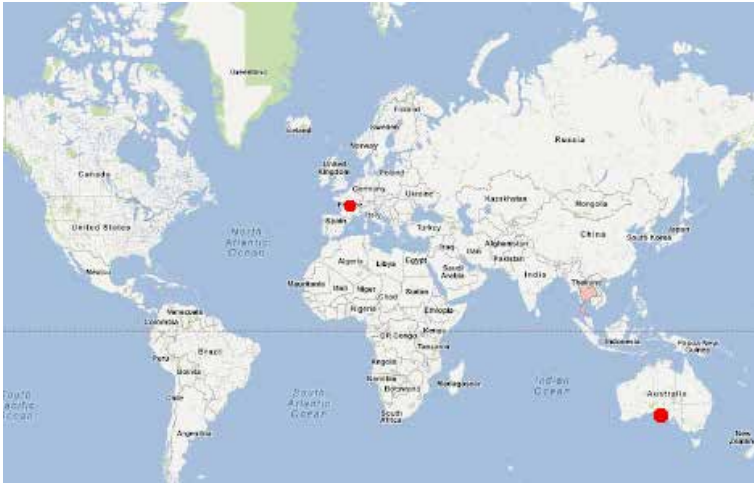 Greenland
Iceland
Finland
Sweden
Norway
Russia
United
Kingdom
Poland
Germany
Ukraine
Canada
Kazakhstan
Mongolia
Italy
Spain
Turkey
United States
North
Atlantic
Ocean
China
South Korea
Japan
Iraq
Iran
Afghanistan
Pakistan
Algeria
Libya
Egypt
Saudi
Arabia
India
México
Mauritania
Mali
Niger
Chad
Sudan
Thailand
Nigeria
Ethiopia
Venezuela
Colombia
Kenya
DR Congo
Tanzania
Indonesia
Papua New
Guinea
Peru
Brazil
Bolivia
Angola
Namibia
Botswana
Madagascar
Chile
South
Pacific
Ocean
South
Atlantic
Ocean
Indian
Ocean
Australia
South
Africa
Argentina
New
Zealand